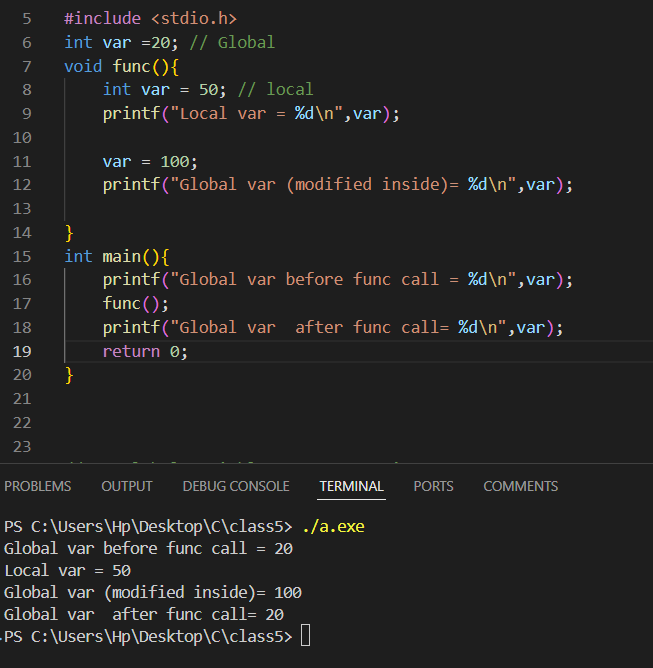 5 #include <stdio.h>
6 int var =20; // Global
7 void func(){
8     int var = 50; // local
9     printf("Local var = %d\n",var);
10
11     var = 100;
12     printf("Global var (modified inside)= %d\n",var);
13
14 }
15 int main(){
16     printf("Global var before func call = %d\n",var);
17     func();
18     printf("Global var  after func call= %d\n",var);
19     return 0;
20 }
21
22
23
PROBLEMS OUTPUT DEBUG CONSOLE TERMINAL PORTS COMMENTS
PS C:\Users\Hp\Desktop\C\class5> ./a.exe
Global var before func call = 20
Local var = 50
Global var (modified inside)= 100
Global var  after func call= 20
PS C:\Users\Hp\Desktop\C\class5>